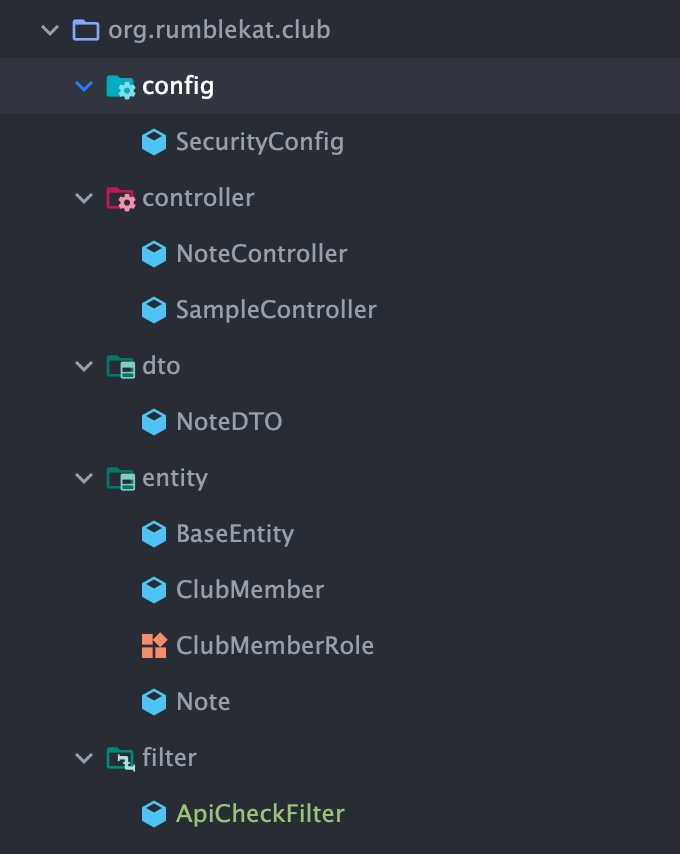 org.rumblekat.club
config
SecurityConfig
controller
NoteController
SampleController
dto
NoteDTO
entity
BaseEntity
ClubMember
ClubMemberRole
Note
filter
ApiCheckFilter